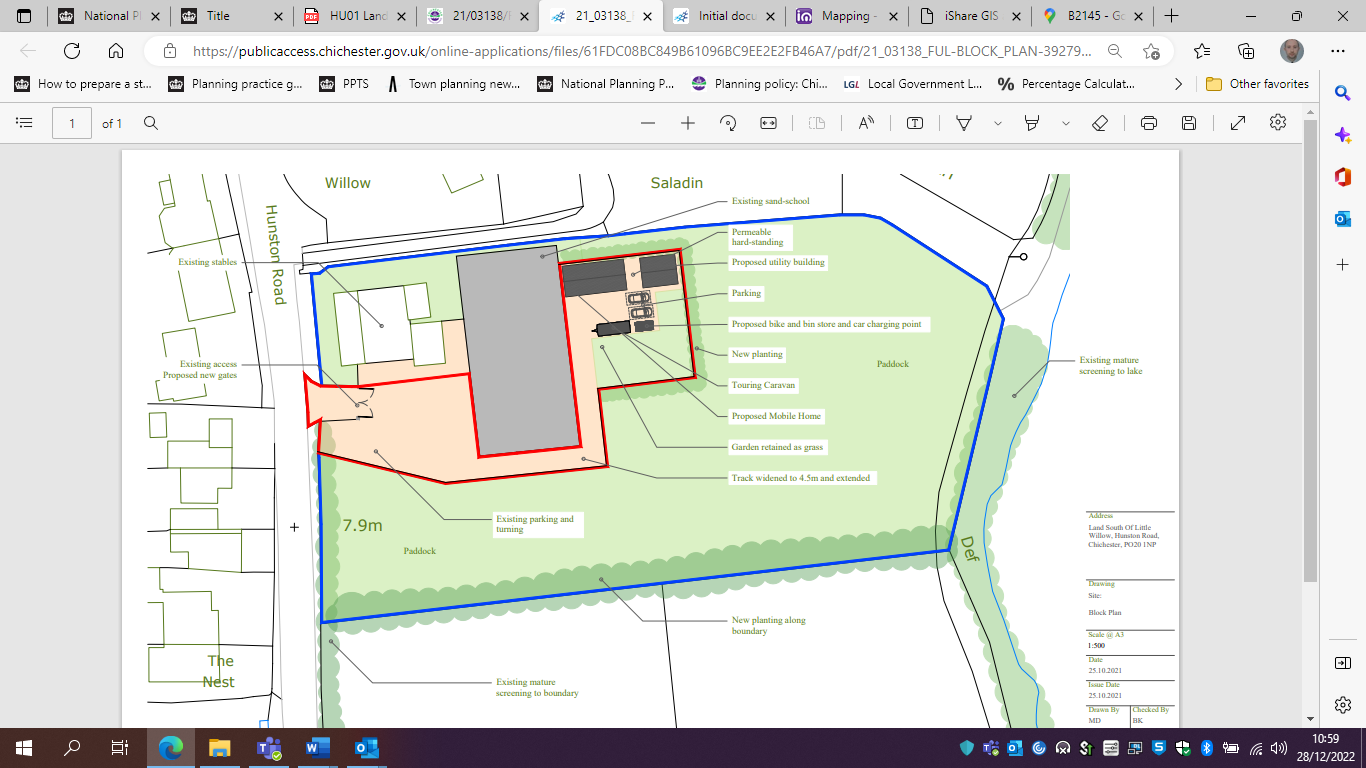 National P
Title
HU01 Land
21/03138/F
21_03138_F
Initial docu
Mapping -
iShare GIS
B2145 - Go
https://publicaccess.chichester.gov.uk/online-applications/files/61FDC08BC849B61096BC9EE2E2FB46A7/pdf/21_03138_FUL-BLOCK_PLAN-39279...
How to prepare a st...
Planning practice g...
PPTS
Town planning new...
National Planning P...
Planning policy: Chi...
LGL
Local Government L...
%
Percentage Calculat...
Other favorites
1
of 1
Willow
Saladin
Hunston Road
Existing sand-school
Permeable
hard-standing
Existing stables
Proposed utility building
Parking
Proposed bike and bin store and car charging point
New planting
Existing access
Proposed new gates
Paddock
Existing mature
screening to lake
Touring Caravan
Proposed Mobile Home
Garden retained as grass
Track widened to 4.5m and extended
Existing parking and
turning
7.9m
Paddock
Def
Address
Land South Of Little
Willow, Hunston Road,
Chichester, PO20 1NP
Drawing
Site:
Block Plan
New planting along
boundary
Scale @ A3
1:500
The
Nest
Date
25.10.2021
Existing mature
screening to boundary
Issue Date
25.10.2021
Drawn By
Checked By
MD
BK
10:59
28/12/2022